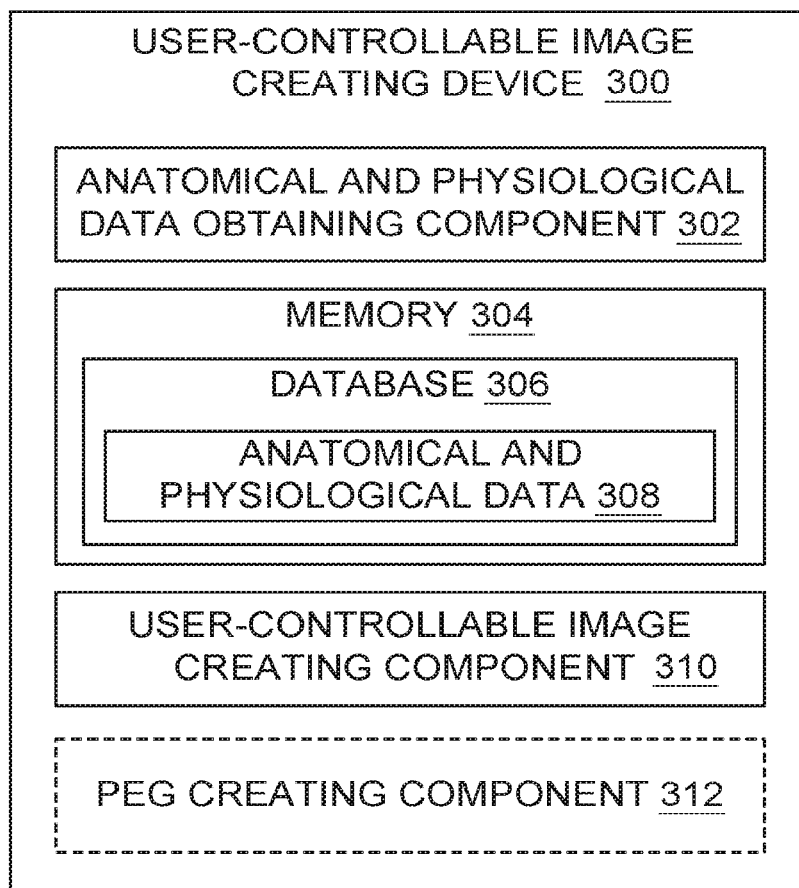 USER-CONTROLLABLE IMAGE
CREATING DEVICE 300
ANATOMICAL AND PHYSIOLOGICAL
DATA OBTAINING COMPONENT 302
MEMORY 304
DATABASE 306
ANATOMICAL AND
PHYSIOLOGICAL DATA 308
USER-CONTROLLABLE IMAGE
CREATING COMPONENT 310
PEG CREATING COMPONENT 312